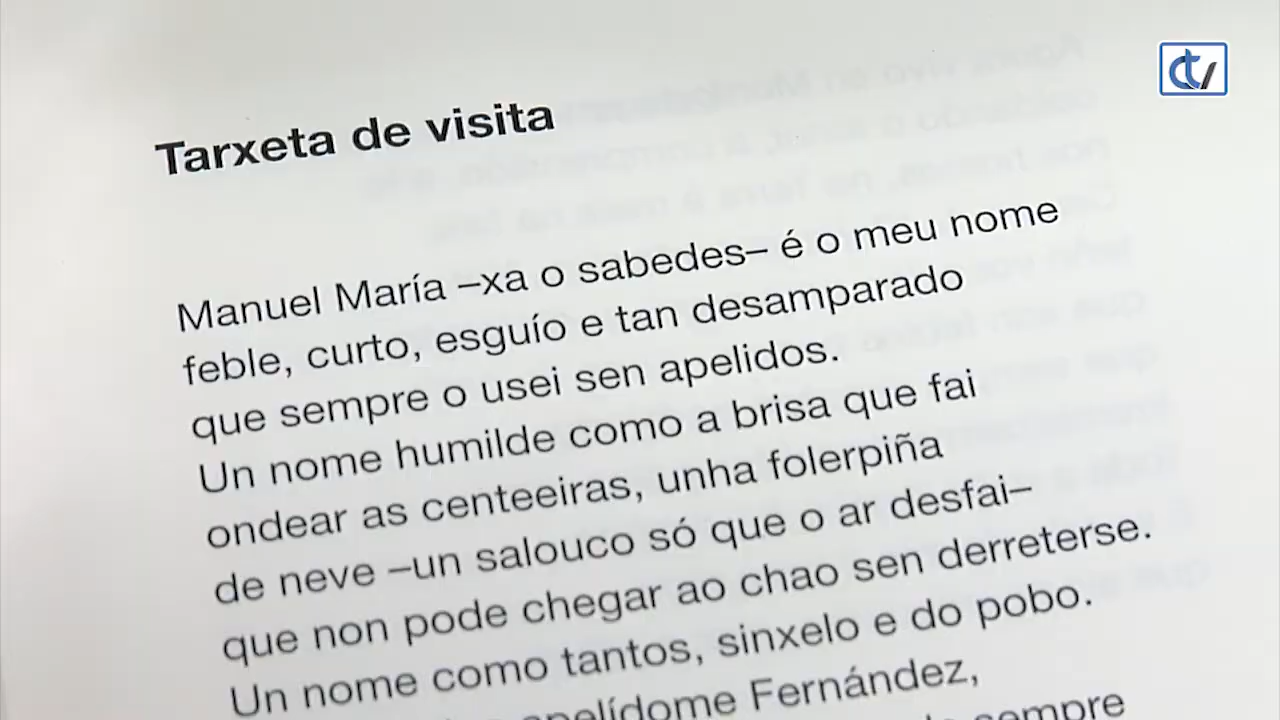 Tarxeta de visita
Manuel María –xa o sabedes– é o meu nome
feble, curto, esguío e tan desamparado
que sempre o usei sen apelidos.
Un nome humilde como a brisa que fai
ondear as centeeiras, unha folerpiña
de neve –un salouco só que o ar desfai–
que non pode chegar ao chao sen derreterse.
Un nome como tantos, sinxelo e do pobo.
apelídome Fernández,
sempre